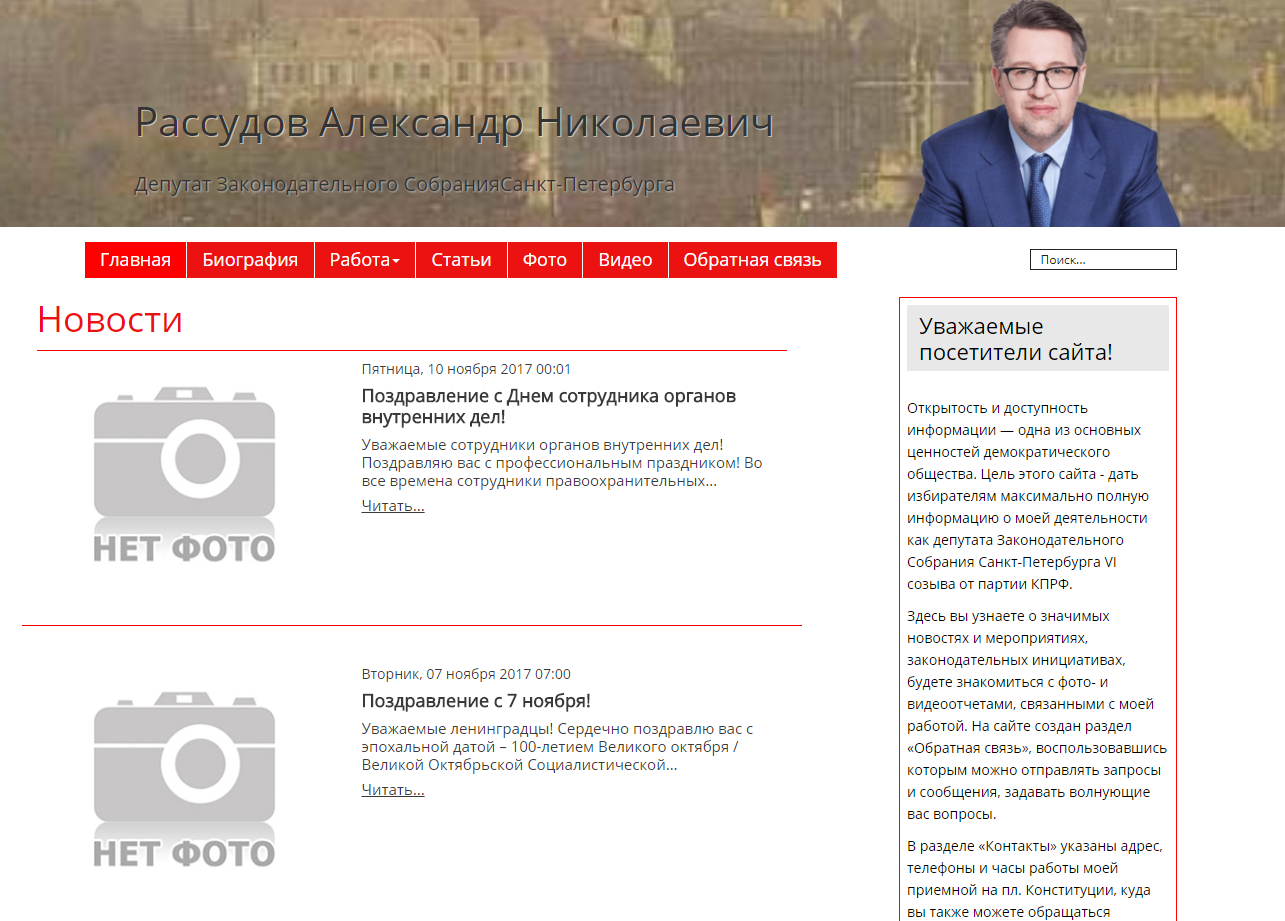 Рассудов Александр Николаевич
Депутат Законодательного СобранияСанкт-Петербурга
Главная Биография Работа Статьи Фото Видео Обратная связь
Поиск...
Новости
НЕТ ФОТО
Пятница, 10 ноября 2017 00:01
Поздравление с Днем сотрудника органов
внутренних дел!
Уважаемые сотрудники органов внутренних дел!
Поздравляю вас с профессиональным праздником! Во
все времена сотрудники правоохранительных...
Читать...
НЕТ ФОТО
Вторник, 07 ноября 2017 07:00
Поздравление с 7 ноября!
Уважаемые ленинградцы! Сердечно поздравлю вас с
эпохальной датой – 100-летием Великого октября /
Великой Октябрьской Социалистической...
Читать...
Уважаемые
посетители сайта!
Открытость и доступность
информации — одна из основных
ценностей демократического
общества. Цель этого сайта - дать
избирателям максимально полную
информацию о моей деятельности
как депутата Законодательного
Собрания Санкт-Петербурга VI
созыва от партии КПРФ.
Здесь вы узнаете о значимых
новостях и мероприятиях,
законодательных инициативах,
будете знакомиться с фото- и
видеоотчетами, связанными с моей
работой. На сайте создан раздел
«Обратная связь», воспользовавшись
которым можно отправлять запросы
и сообщения, задавать волнующие
вас вопросы.
В разделе «Контакты» указаны адрес,
телефоны и часы работы моей
приемной на пл. Конституции, куда
вы также можете обращаться